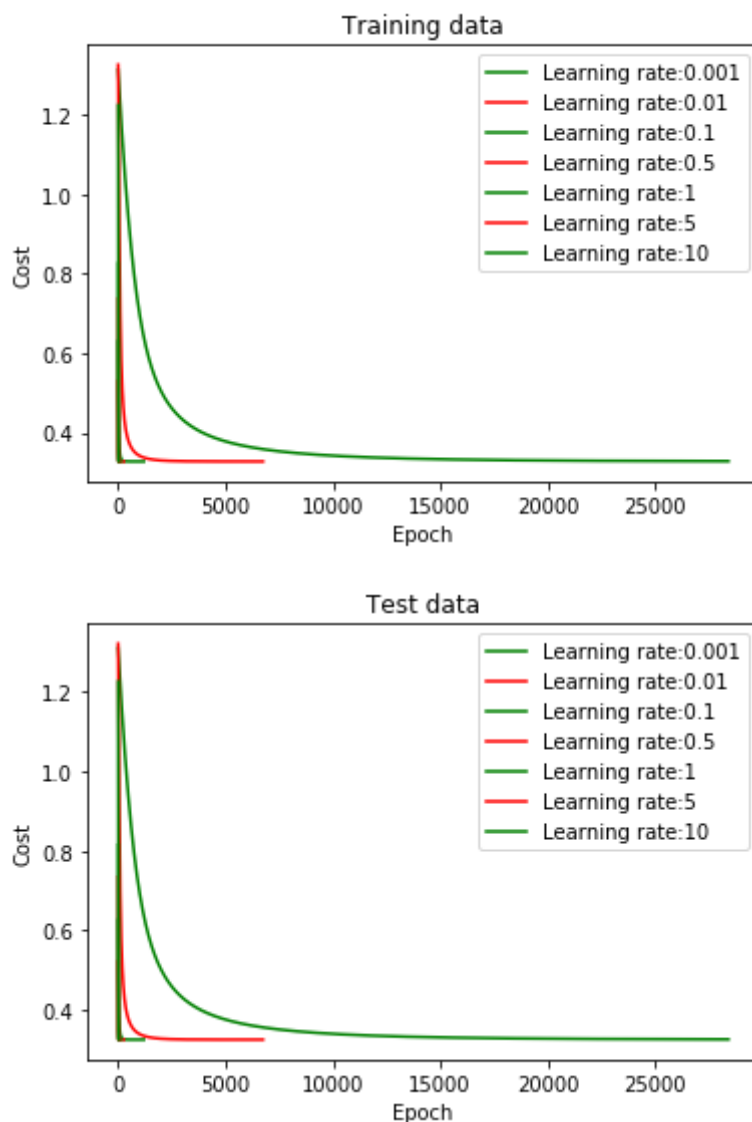 Training data
Learning rate:0.001
Learning rate:0.01
Learning rate:0.1
Learning rate:0.5
Learning rate:1
Learning rate:5
Learning rate:10
Cost
1.2
1.0
0.8
0.6
0.4
0 5000 10000 15000 20000 25000
Epoch
Test data
Learning rate:0.001
Learning rate:0.01
Learning rate:0.1
Learning rate:0.5
Learning rate:1
Learning rate:5
Learning rate:10
Cost
1.2
1.0
0.8
0.6
0.4
0 5000 10000 15000 20000 25000
Epoch